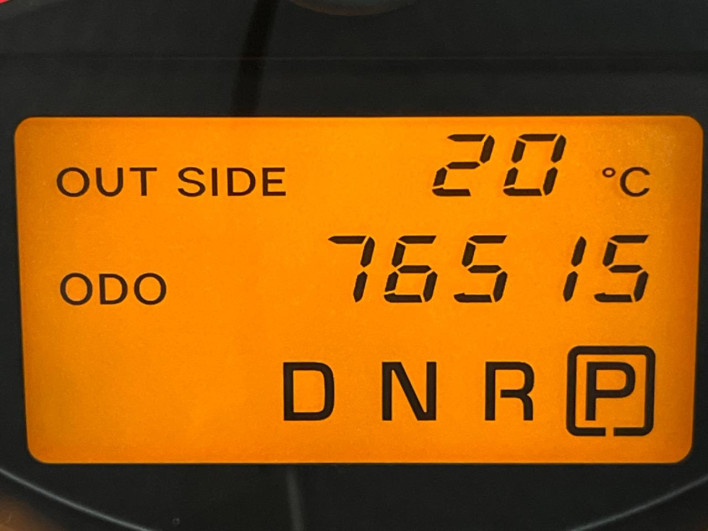 OUT SIDE 20 °C
ODO 76515
D N R P